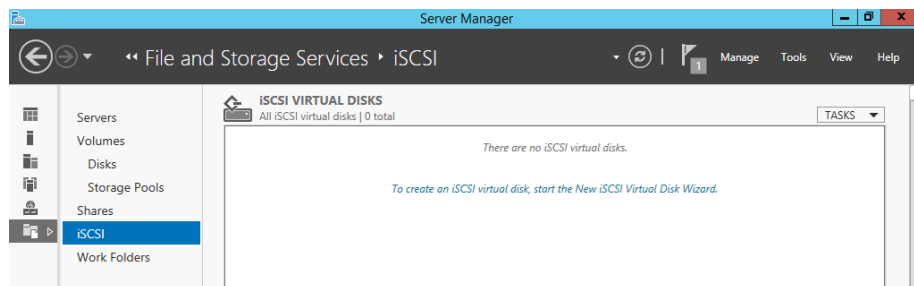 Server Manager
File and Storage Services ‣ iSCSI
1
Manage Tools View Help
Servers
Volumes
Disks
Storage Pools
Shares
iSCSI
Work Folders
iSCSI VIRTUAL DISKS
All iSCSI virtual disks | 0 total
TASKS
There are no iSCSI virtual disks.
To create an iSCSI virtual disk, start the New iSCSI Virtual Disk Wizard.